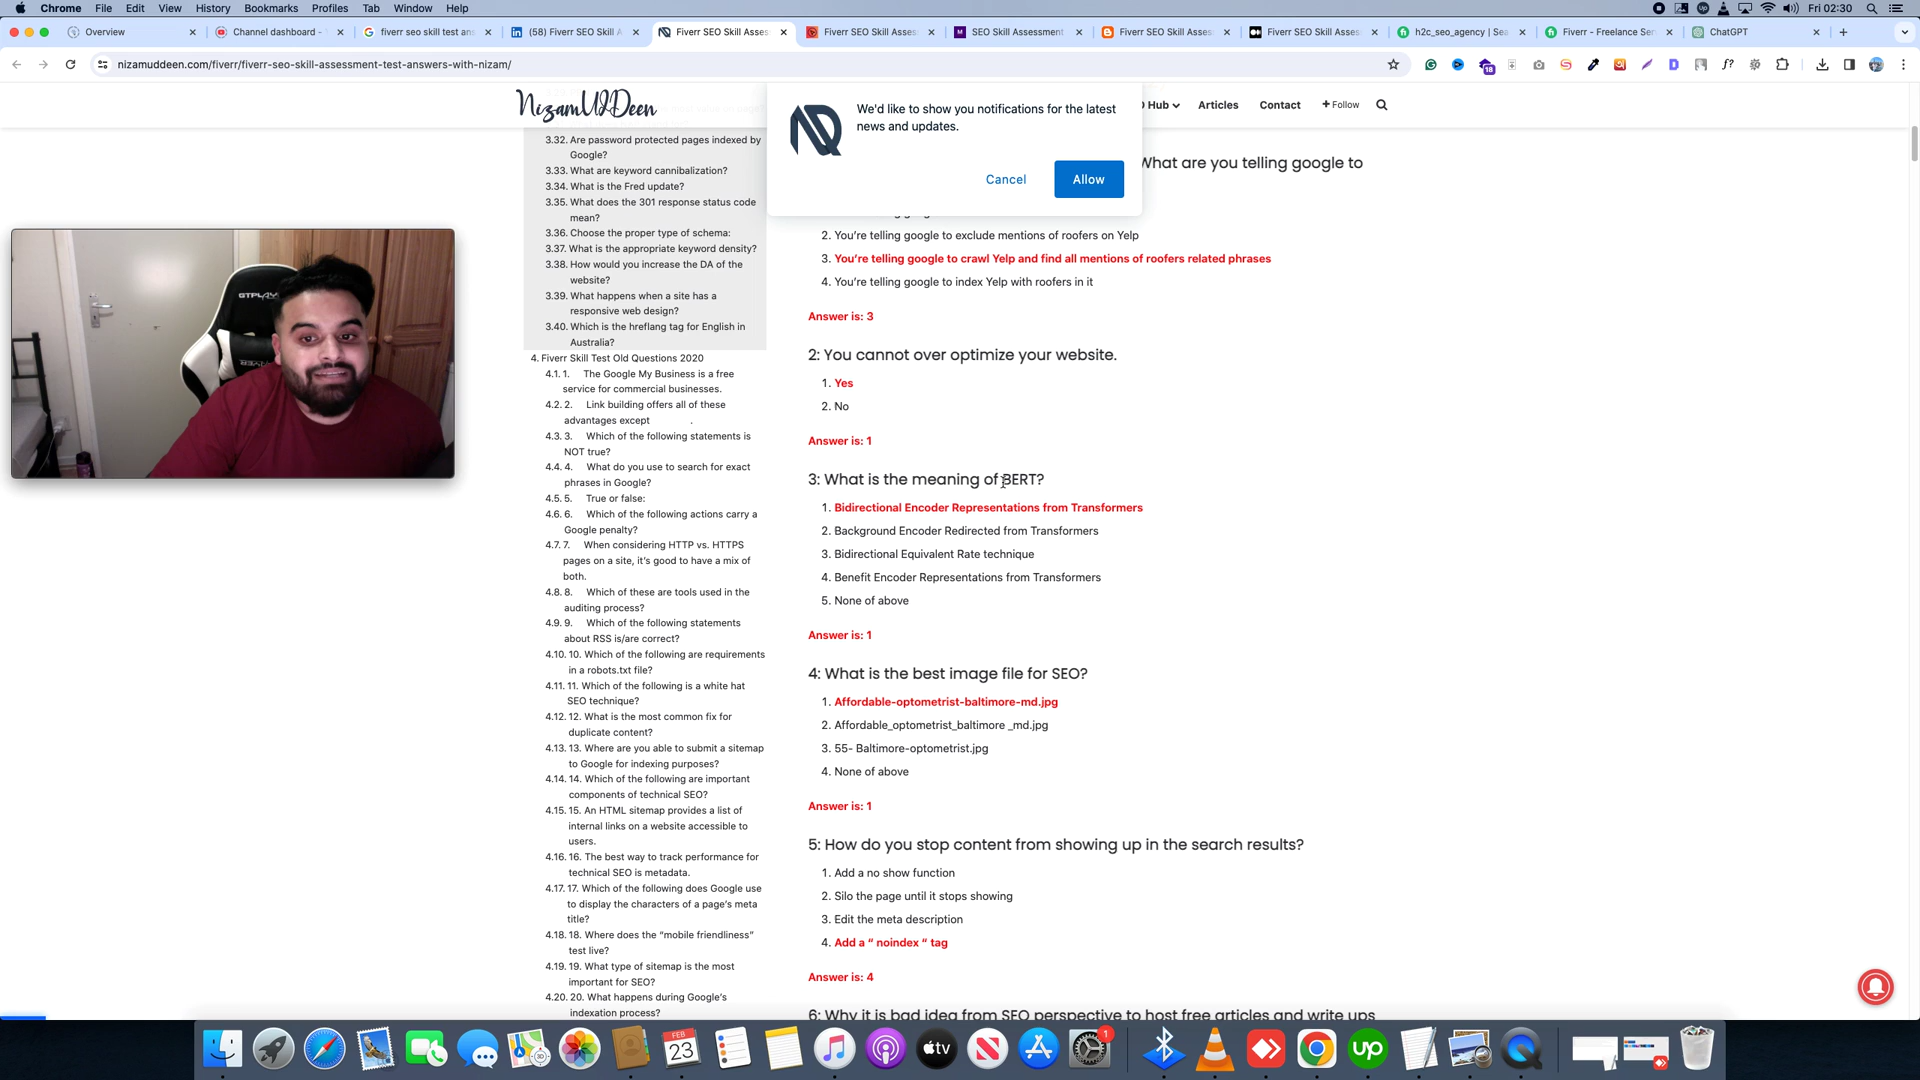 Chrome File Edit View History Bookmarks Profiles Tab Window Help
Fri 02:30
Overview
Channel dashboard -
fiverr seo skill test an
(58) Fiverr SEO Skill A
Fiverr SEO Skill Asses
Fiverr SEO Skill Asses
SEO Skill Assessment
Fiverr SEO Skill Asses
Fiverr SEO Skill Asses
h2c_seo_agency | Sea
Fiverr - Freelance Ser
ChatGPT
nizamuddeen.com/fiverr/fiverr-seo-skill-assessment-test-answers-with-nizam/
18
NizamUdDeen
Hub
Articles
Contact
+ Follow
We'd like to show you notifications for the latest
news and updates.
Cancel
Allow
3.32. Are password protected pages indexed by
Google?
3.33. What are keyword cannibalization?
3.34. What is the Fred update?
3.35. What does the 301 response status code
mean?
3.36. Choose the proper type of schema:
3.37. What is the appropriate keyword density?
3.38. How would you increase the DA of the
website?
3.39. What happens when a site has a
responsive web design?
3.40. Which is the hreflang tag for English in
Australia?
4. Fiverr Skill Test Old Questions 2020
4.1. 1. The Google My Business is a free
service for commercial businesses.
4.2. 2. Link building offers all of these
advantages except .
4.3. 3. Which of the following statements is
NOT true?
4.4. 4. What do you use to search for exact
phrases in Google?
4.5. 5. True or false:
4.6. 6. Which of the following actions carry a
Google penalty?
4.7. 7. When considering HTTP vs. HTTPS
pages on a site, it's good to have a mix of
both.
4.8. 8. Which of these are tools used in the
auditing process?
4.9. 9. Which of the following statements
about RSS is/are correct?
4.10. 10. Which of the following are requirements
in a robots.txt file?
4.11. 11. Which of the following is a white hat
SEO technique?
4.12. 12. What is the most common fix for
duplicate content?
4.13. 13. Where are you able to submit a sitemap
to Google for indexing purposes?
4.14. 14. Which of the following are important
components of technical SEO?
4.15. 15. An HTML sitemap provides a list of
internal links on a website accessible to
users.
4.16. 16. The best way to track performance for
technical SEO is metadata.
4.17. 17. Which of the following does Google use
to display the characters of a page's meta
title?
4.18. 18. Where does the “mobile friendliness”
test live?
4.19. 19. What type of sitemap is the most
important for SEO?
4.20. 20. What happens during Google's
indexation process?
What are you telling google to
2. You're telling google to exclude mentions of roofers on Yelp
3. You're telling google to crawl Yelp and find all mentions of roofers related phrases
4. You're telling google to index Yelp with roofers in it
Answer is: 3
2: You cannot over optimize your website.
1. Yes
2. No
Answer is: 1
3: What is the meaning of BERT?
1. Bidirectional Encoder Representations from Transformers
2. Background Encoder Redirected from Transformers
3. Bidirectional Equivalent Rate technique
4. Benefit Encoder Representations from Transformers
5. None of above
Answer is: 1
4: What is the best image file for SEO?
1. Affordable-optometrist-baltimore-md.jpg
2. Affordable_optometrist_baltimore _md.jpg
3. 55- Baltimore-optometrist.jpg
4. None of above
Answer is: 1
5: How do you stop content from showing up in the search results?
1. Add a no show function
2. Silo the page until it stops showing
3. Edit the meta description
4. Add a “ noindex “ tag
Answer is: 4
6: Why it is bad idea from SEO perspective to host free articles and write ups
GTPLAY
FEB
23
tv
1
up